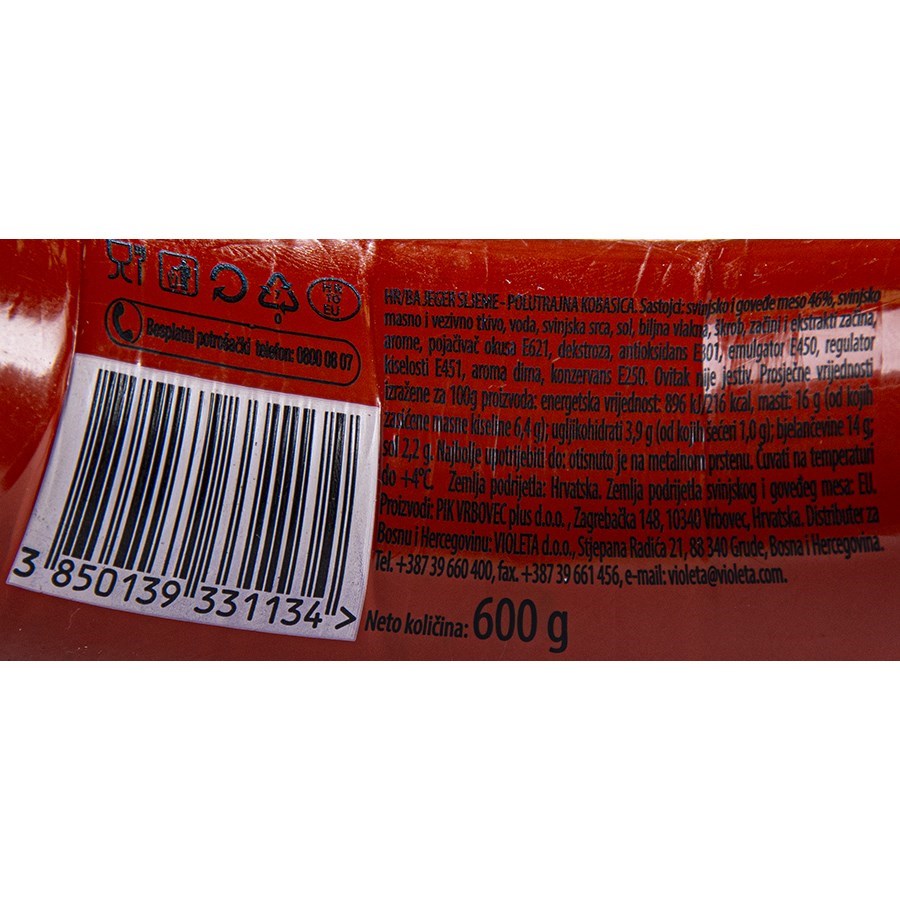 HR
10
EU
0
Besplatni potrošački telefon: 0800 08 07
3 850139 331134 >
HR/BA JEGER SLJEME - POLUTRAJNA KOBASICA. Sastojci: svinjsko i goveđe meso 46%, svinjsko
masno i vezivno tkivo, voda, svinjska srca, sol, biljna vlakna, škrob, začini i ekstrakti začina,
arome, pojačivač okusa E621, dekstroza, antioksidans E301, emulgator E450, regulator
kiselosti E451, aroma dima, konzervans E250. Ovitak nije jestiv. Prosječne vrijednosti
izražene za 100g proizvoda: energetska vrijednost: 896 kJ/216 kcal, masti: 16 g (od kojih
zasićene masne kiseline 6,4 g); ugljikohidrati 3,9 g (od kojih šećeri 1,0 g); bjelančevine 14 g;
sol 2,2 g. Najbolje upotrijebiti do: otisnuto je na metalnom prstenu. Čuvati na temperaturi
do +4°C. Zemlja podrijetla: Hrvatska. Zemlja podrijetla svinjskog i goveđeg mesa: EU.
Proizvodi: PIK VRBOVEC plus d.o.o. , Zagrebačka 148, 10340 Vrbovec, Hrvatska. Distributer za
Bosnu i Hercegovinu: VIOLETA d.o.o., Stjepana Radića 21, 88 340 Grude, Bosna i Hercegovina.
Tel. +387 39 660 400, fax. +387 39 661 456, e-mail: violeta@violeta.com.
Neto količina: 600 g